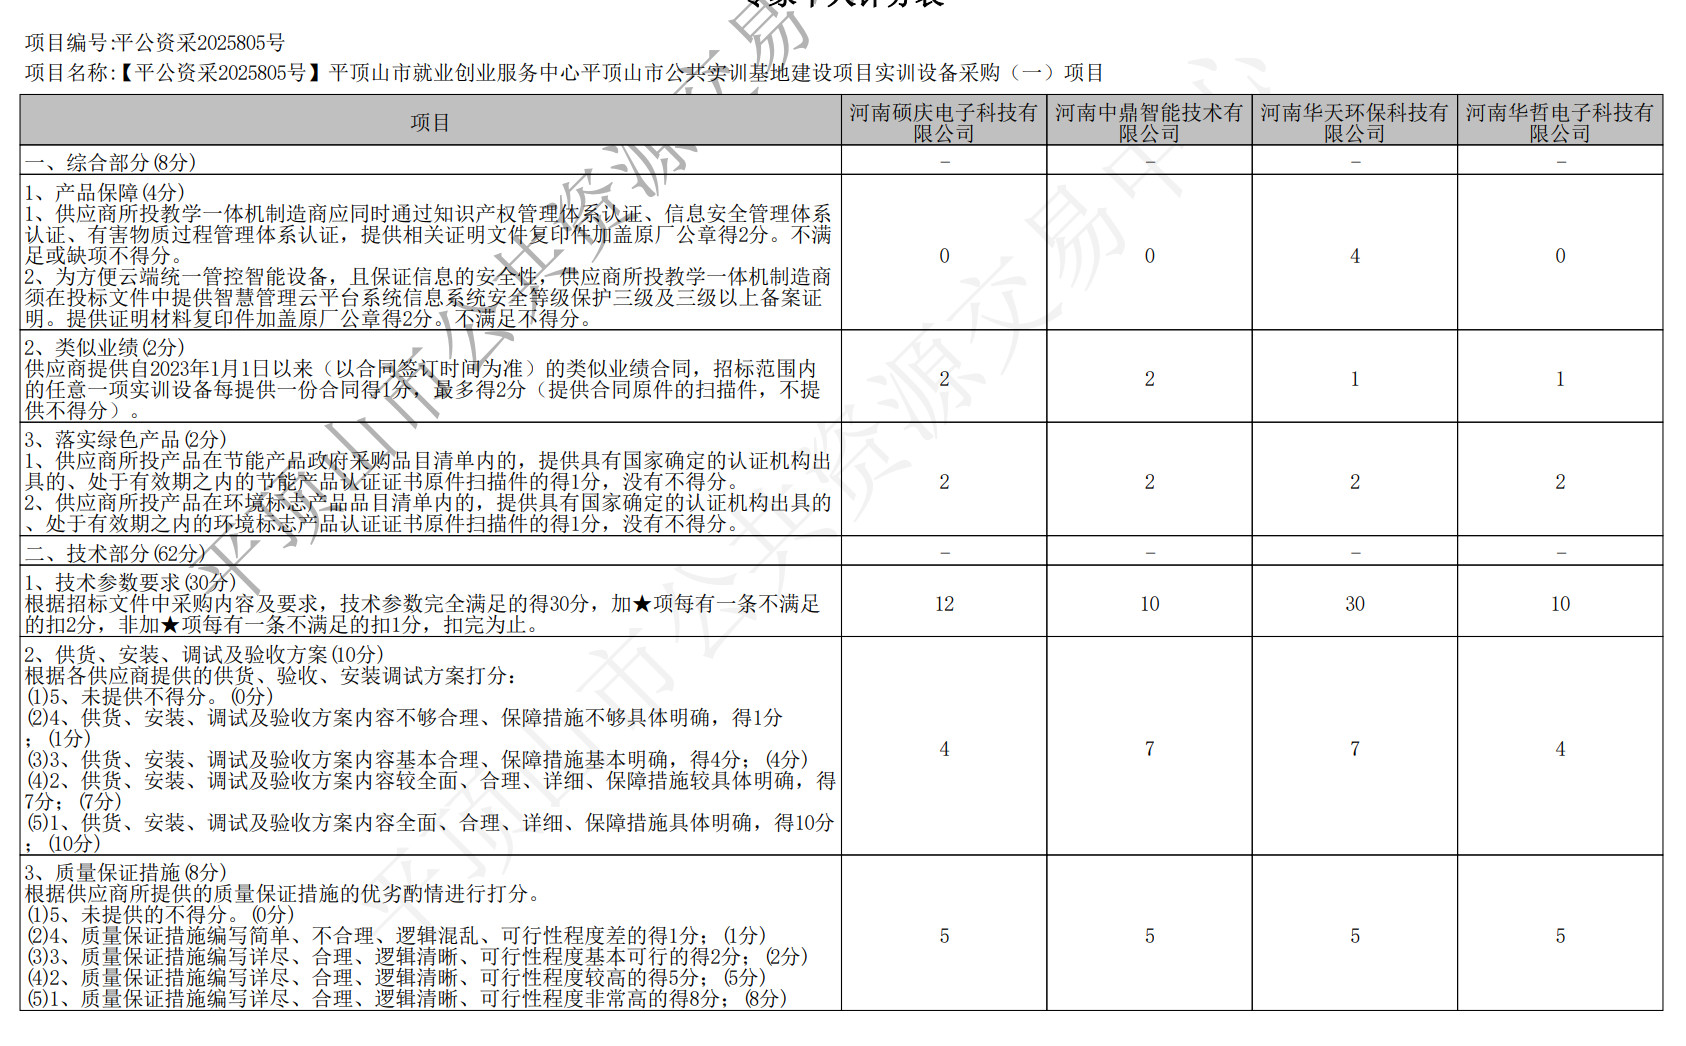 专家个人评分表
项目编号:平公资采2025805号
项目名称:【平公资采2025805号】平顶山市就业创业服务中心平顶山市公共实训基地建设项目实训设备采购（一）项目
项目
河南硕庆电子科技有
限公司
河南中鼎智能技术有
限公司
河南华天环保科技有
限公司
河南华哲电子科技有
限公司
一、综合部分(8分)
- - - -
1、产品保障(4分)
1、供应商所投教学一体机制造商应同时通过知识产权管理体系认证、信息安全管理体系
认证、有害物质过程管理体系认证，提供相关证明文件复印件加盖原厂公章得2分。不满
足或缺项不得分。
2、为方便云端统一管控智能设备，且保证信息的安全性，供应商所投教学一体机制造商
须在投标文件中提供智慧管理云平台系统信息系统安全等级保护三级及三级以上备案证
明。提供证明材料复印件加盖原厂公章得2分。不满足不得分。
0 0 4 0
2、类似业绩(2分)
供应商提供自2023年1月1日以来（以合同签订时间为准）的类似业绩合同，招标范围内
的任意一项实训设备每提供一份合同得1分，最多得2分（提供合同原件的扫描件，不提
供不得分）。
2 2 1 1
3、落实绿色产品(2分)
1、供应商所投产品在节能产品政府采购品目清单内的，提供具有国家确定的认证机构出
具的、处于有效期之内的节能产品认证证书原件扫描件的得1分，没有不得分。
2、供应商所投产品在环境标志产品品目清单内的，提供具有国家确定的认证机构出具的
、处于有效期之内的环境标志产品认证证书原件扫描件的得1分，没有不得分。
2 2 2 2
二、技术部分(62分)
- - - -
1、技术参数要求(30分)
根据招标文件中采购内容及要求，技术参数完全满足的得30分，加★项每有一条不满足
的扣2分，非加★项每有一条不满足的扣1分，扣完为止。
12 10 30 10
2、供货、安装、调试及验收方案(10分)
根据各供应商提供的供货、验收、安装调试方案打分：
(1)5、未提供不得分。(0分)
(2)4、供货、安装、调试及验收方案内容不够合理、保障措施不够具体明确，得1分
；(1分)
(3)3、供货、安装、调试及验收方案内容基本合理、保障措施基本明确，得4分；(4分)
(4)2、供货、安装、调试及验收方案内容较全面、合理、详细、保障措施较具体明确，得
7分；(7分)
(5)1、供货、安装、调试及验收方案内容全面、合理、详细、保障措施具体明确，得10分
；(10分)
4 7 7 4
3、质量保证措施(8分)
根据供应商所提供的质量保证措施的优劣酌情进行打分。
(1)5、未提供的不得分。(0分)
(2)4、质量保证措施编写简单、不合理、逻辑混乱、可行性程度差的得1分；(1分)
(3)3、质量保证措施编写详尽、合理、逻辑清晰、可行性程度基本可行的得2分；(2分)
(4)2、质量保证措施编写详尽、合理、逻辑清晰、可行性程度较高的得5分；(5分)
(5)1、质量保证措施编写详尽、合理、逻辑清晰、可行性程度非常高的得8分；(8分)
5 5 5 5
平顶山市公共资源交易
平顶山市公共资源交易中心